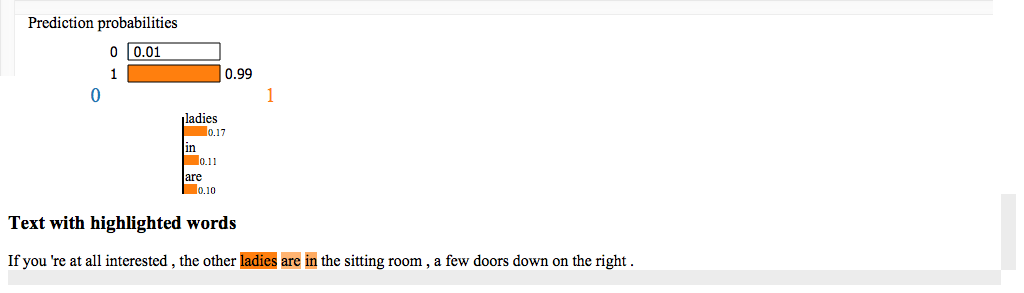 Prediction probabilities
0 0.01
1 0.99
0 1
ladies
0.17
in
0.11
are
0.10
Text with highlighted words
If you 're at all interested , the other ladies are in the sitting room , a few doors down on the right .